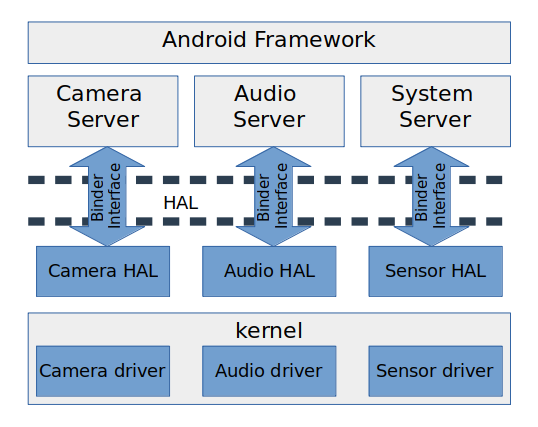 Android Framework
Camera
Server
Audio
Server
System
Server
Binder
Interface
Binder
Interface
Binder
Interface
HAL
Camera HAL
Audio HAL
Sensor HAL
kernel
Camera driver
Audio driver
Sensor driver